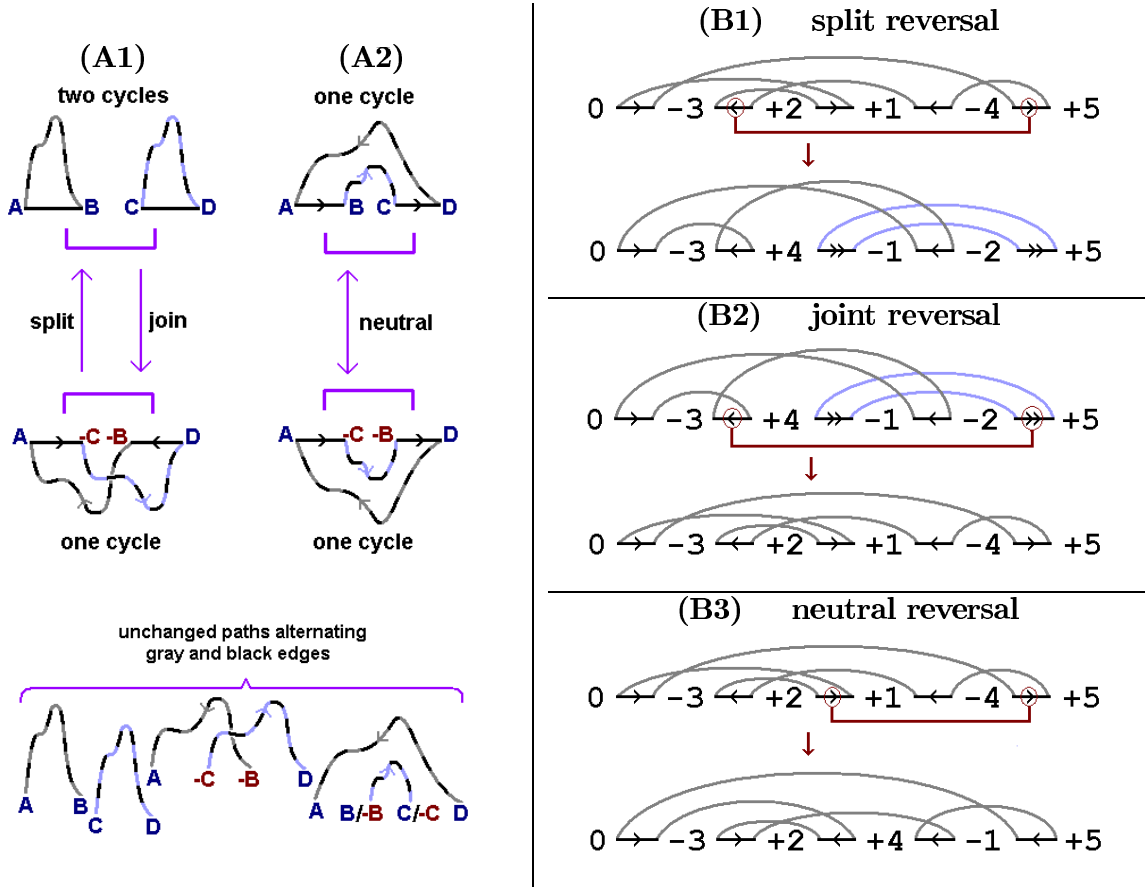 (A1)
two cycles
A B C D
split
join
A -C -B D
one cycle
(A2)
one cycle
A B C D
neutral
A -C -B D
one cycle
unchanged paths alternating
gray and black edges
A B C D A -C -B D A B/-B C/-C D
(B1) split reversal
0 -3 +2 +1 -4 +5
0 -3 +4 -1 -2 +5
(B2) joint reversal
0 -3 +4 -1 -2 +5
0 -3 +2 +1 -4 +5
(B3) neutral reversal
0 -3 +2 +1 -4 +5
0 -3 +2 +4 -1 +5